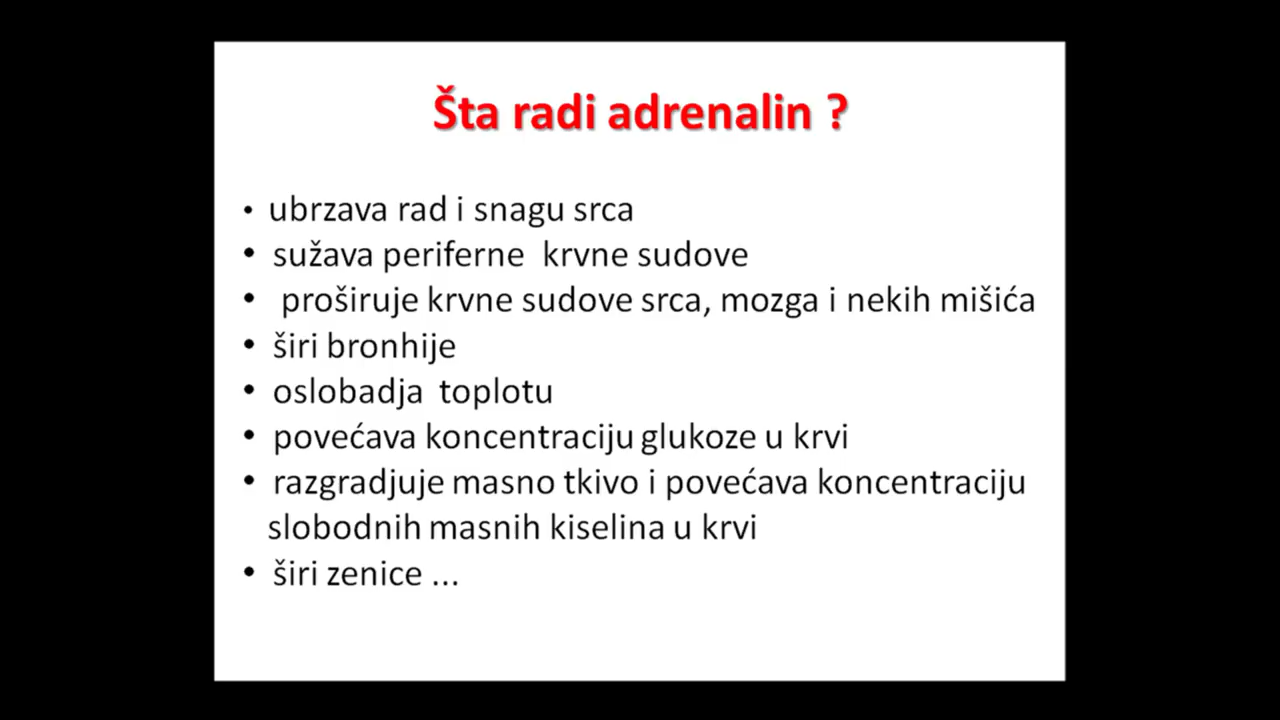 Šta radi adrenalin ?
• ubrzava rad i snagu srca
• sužava periferne krvne sudove
• proširuje krvne sudove srca, mozga i nekih mišića
• širi bronhije
• oslobadja toplotu
• povećava koncentraciju glukoze u krvi
• razgradjuje masno tkivo i povećava koncentraciju
slobodnih masnih kiselina u krvi
• širi zenice ...